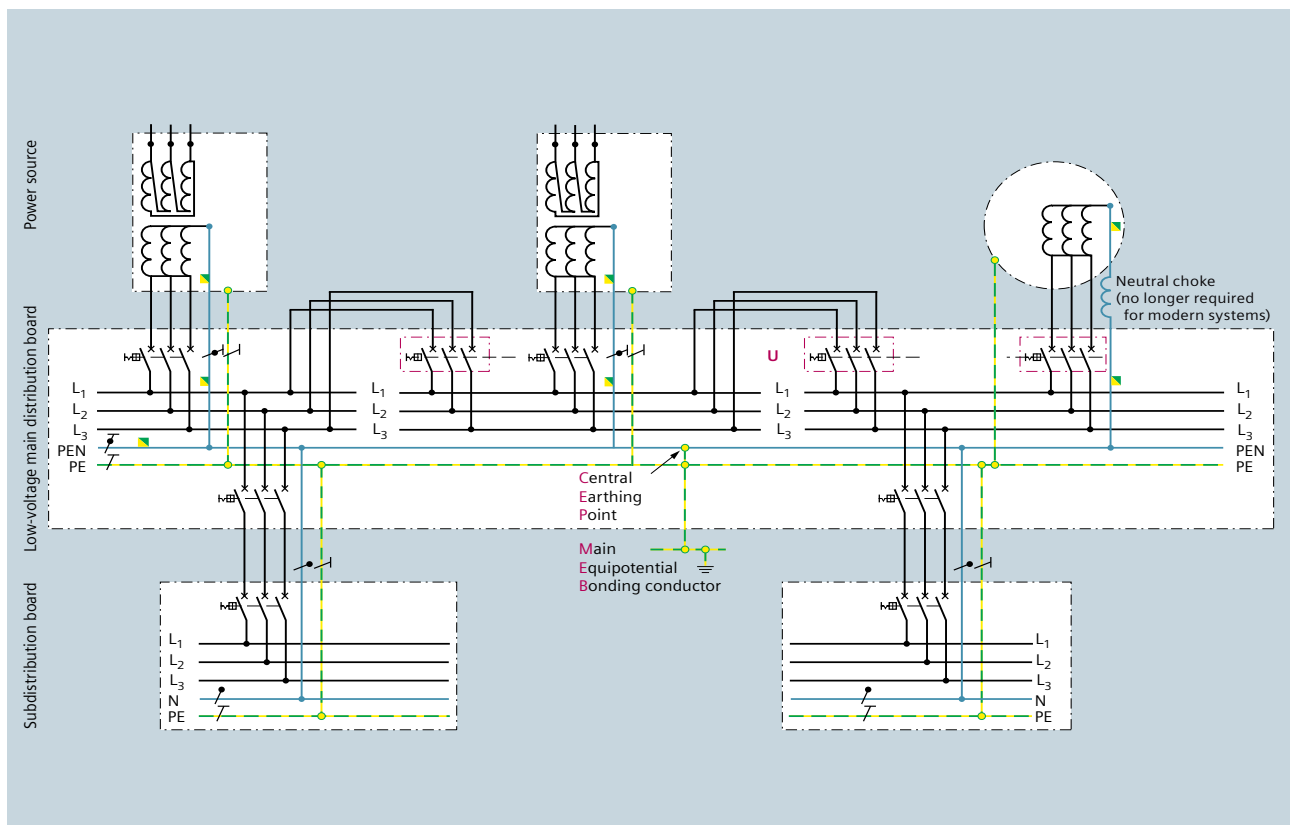 Power source
Neutral choke
(no longer required
for modern systems)
Low-voltage main distribution board
U
L1
L1
L1
L1
L2
L2
L2
L2
L3
L3
L3
L3
PEN
PEN
PE
PE
Central
Earthing
Point
Main
Equipotential
Bonding conductor
Subdistribution board
L1
L1
L2
L2
L3
L3
N
N
PE
PE